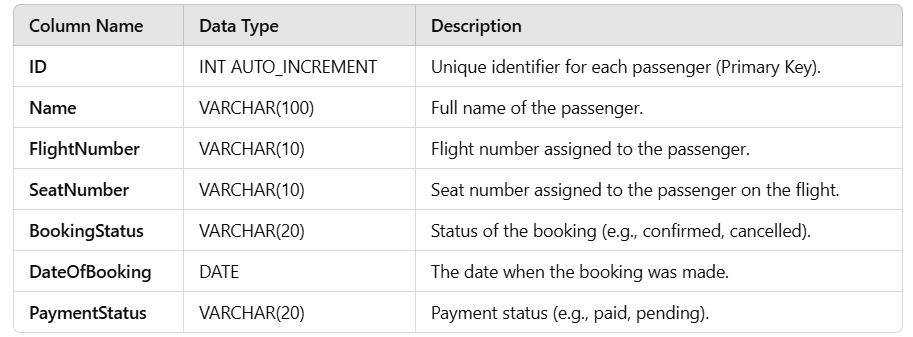 Column Name Data Type Description
ID INT AUTO_INCREMENT Unique identifier for each passenger (Primary Key).
Name VARCHAR(100) Full name of the passenger.
FlightNumber VARCHAR(10) Flight number assigned to the passenger.
SeatNumber VARCHAR(10) Seat number assigned to the passenger on the flight.
BookingStatus VARCHAR(20) Status of the booking (e.g., confirmed, cancelled).
DateOfBooking DATE The date when the booking was made.
PaymentStatus VARCHAR(20) Payment status (e.g., paid, pending).